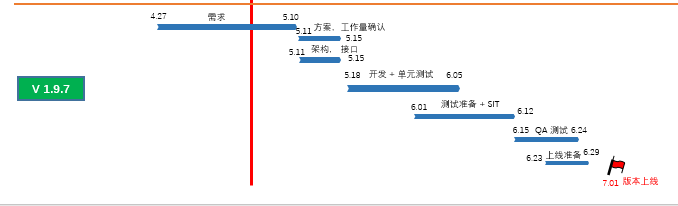 4.27 需求 5.10
5.11 方案、工作量确认 5.15
5.11 架构、 接口 5.15
5.18 开发 + 单元测试 6.05
V 1.9.7
6.01 测试准备 + SIT 6.12
6.15 QA 测试 6.24
6.23 上线准备 6.29
7.01 版本上线